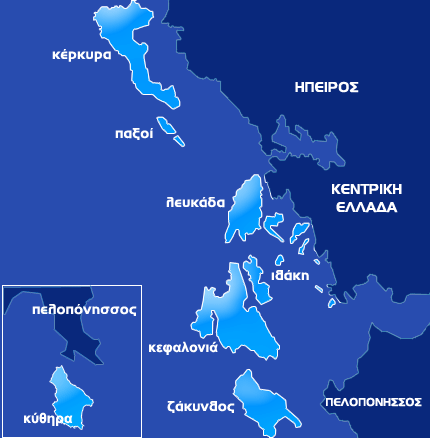 κέρκυρα
ΗΠΕΙΡΟΣ
παξοί
ΚΕΝΤΡΙΚΗ
ΕΛΛΑΔΑ
λευκάδα
ιθάκη
πελοπόννησσος
κεφαλονιά
ζάκυνθος
ΠΕΛΟΠΟΝΗΣΣΟΣ
κύθηρα